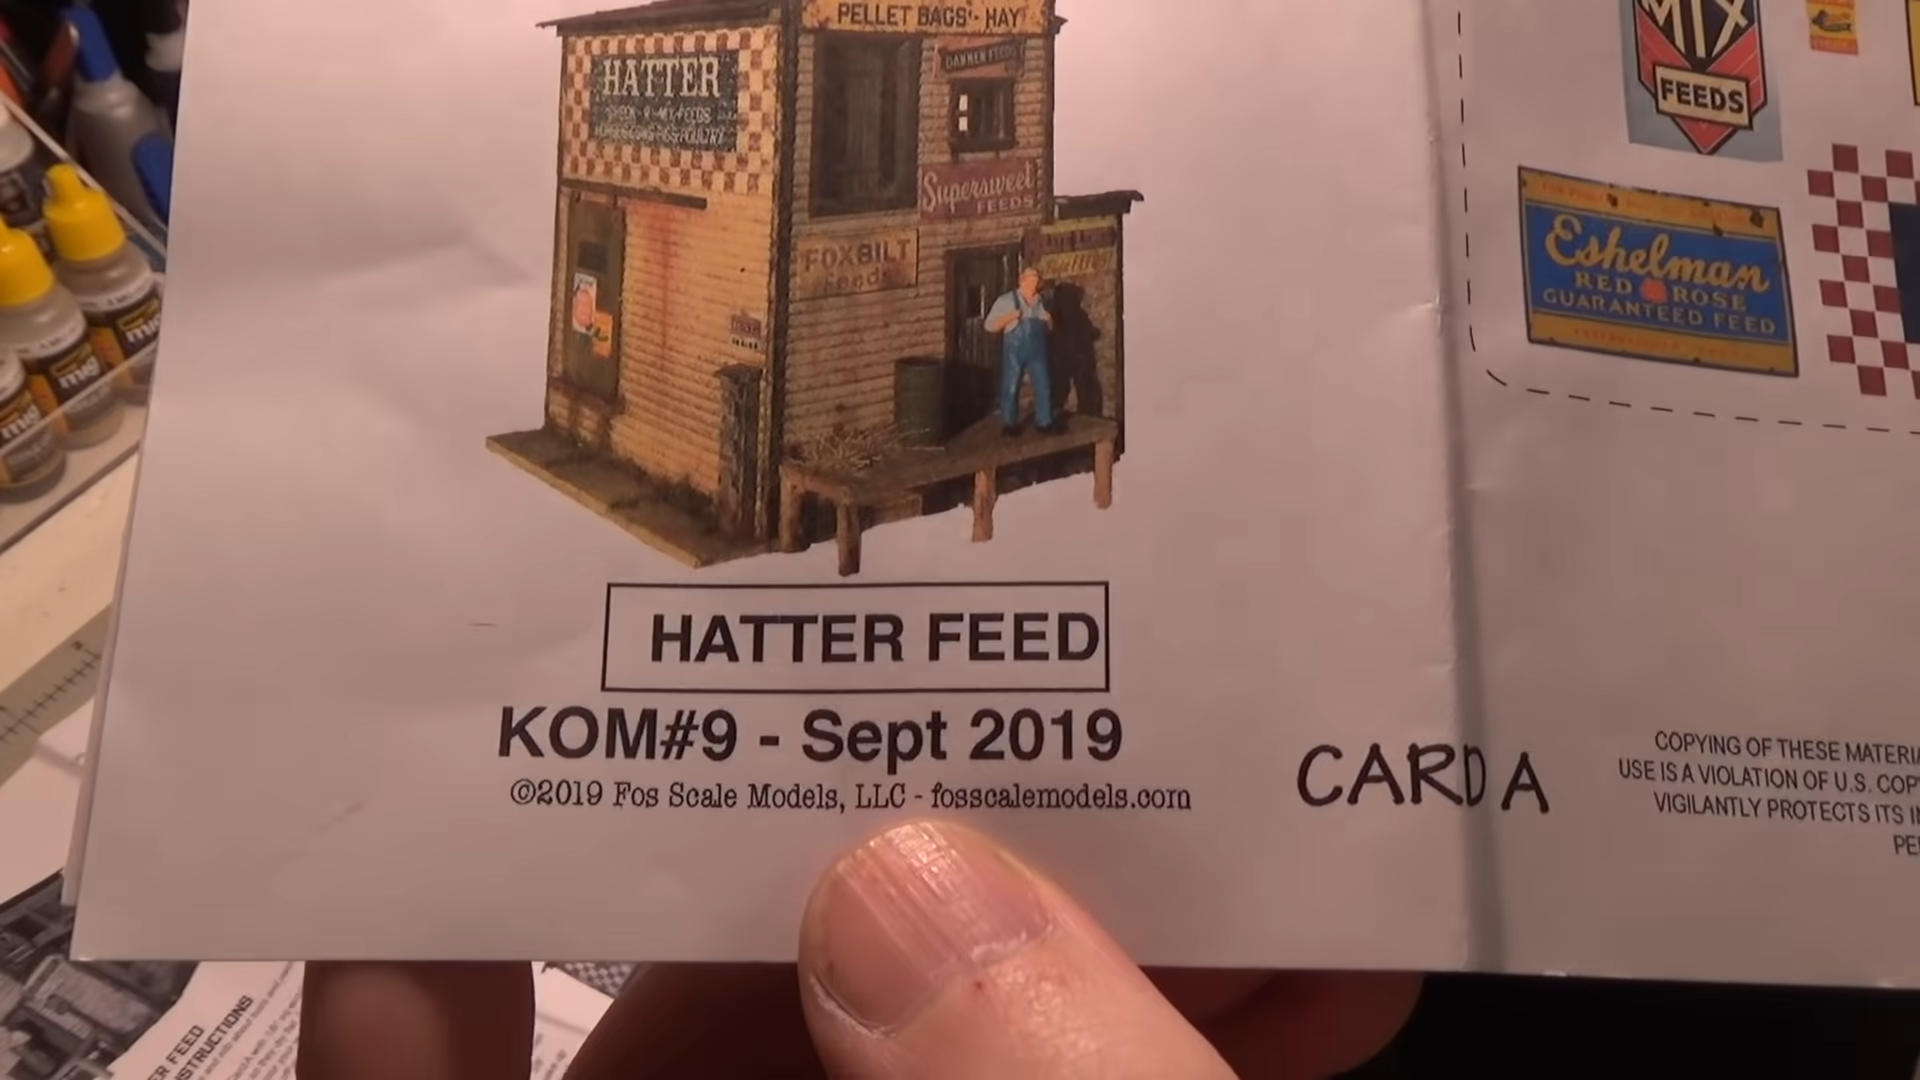 PELLET BAGS - HAY
HATTER
DANNEN FEEDS
Supersweet
FEEDS
FOXBILT
Feeds
HATTER FEED
KOM#9 - Sept 2019
©2019 Fos Scale Models, LLC - fosscalemodels.com
CARD A
MIX
FEEDS
Eshelman
RED ROSE
GUARANTEED FEED
COPYING OF THESE
USE IS A VIOLATION OF U.S.
VIGILANTLY PROTECTS ITS
FEED